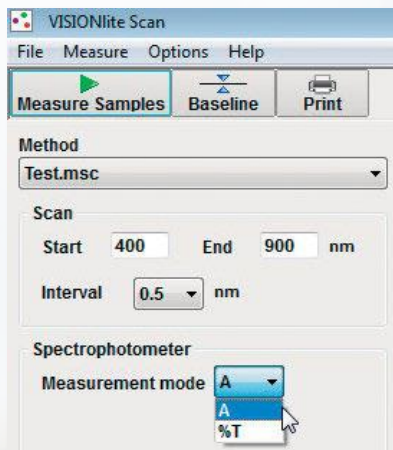 VISIONlite Scan
File Measure Options Help
Measure Samples Baseline Print
Method
Test.msc
Scan
Start 400 End 900 nm
Interval 0.5 nm
Spectrophotometer
Measurement mode A
A
%T